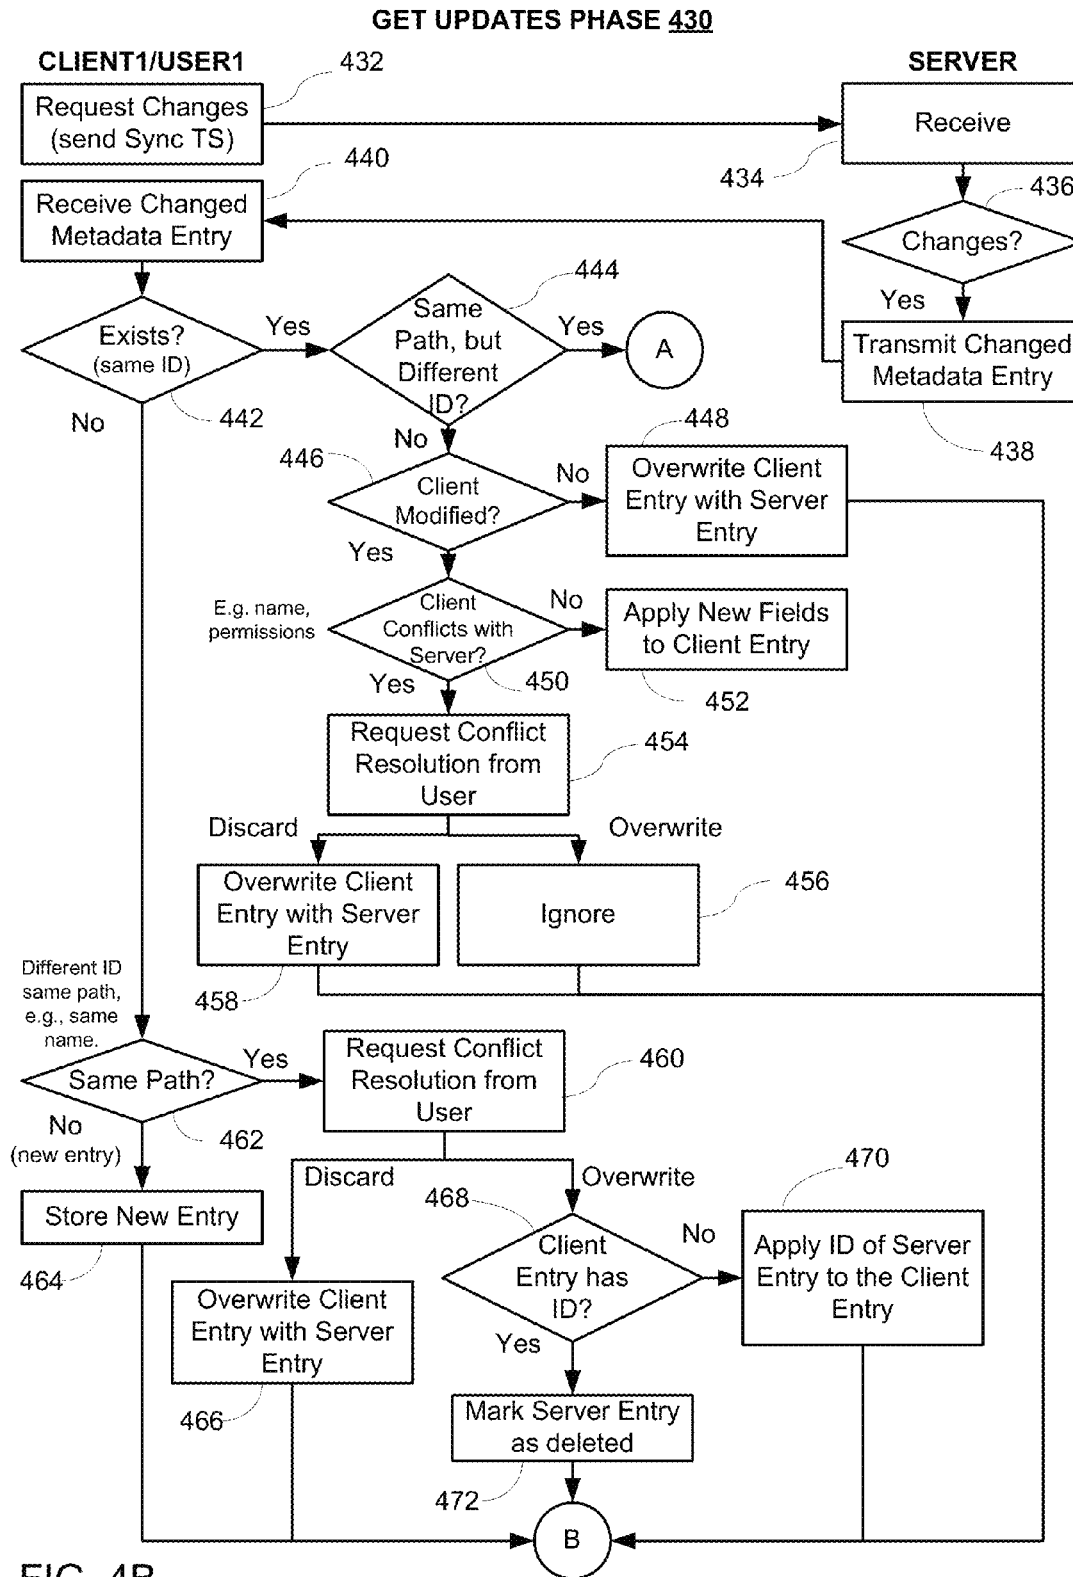 GET UPDATES PHASE 430
CLIENT1/USER1
432
SERVER
Request Changes
(send Sync TS)
Receive
434
440
Receive Changed
Metadata Entry
436
Changes?
Yes
444
Same
Path, but
Different
ID?
Yes
A
Exists?
(same ID)
Yes
442
No
Transmit Changed
Metadata Entry
438
No
446
Client
Modified?
No
448
Overwrite Client
Entry with Server
Entry
Yes
E.g. name,
permissions
Client
Conflicts with
Server?
No
450
Apply New Fields
to Client Entry
452
Yes
Request Conflict
Resolution from
User
454
Discard
Overwrite
Overwrite Client
Entry with Server
Entry
458
Ignore
456
Different ID
same path,
e.g., same
name.
Same Path?
Yes
462
No
(new entry)
Request Conflict
Resolution from
User
460
Store New Entry
464
Discard
Overwrite
468
Client
Entry has
ID?
No
470
Apply ID of Server
Entry to the Client
Entry
Overwrite Client
Entry with Server
Entry
466
Yes
Mark Server Entry
as deleted
472
B
FIG. 4B